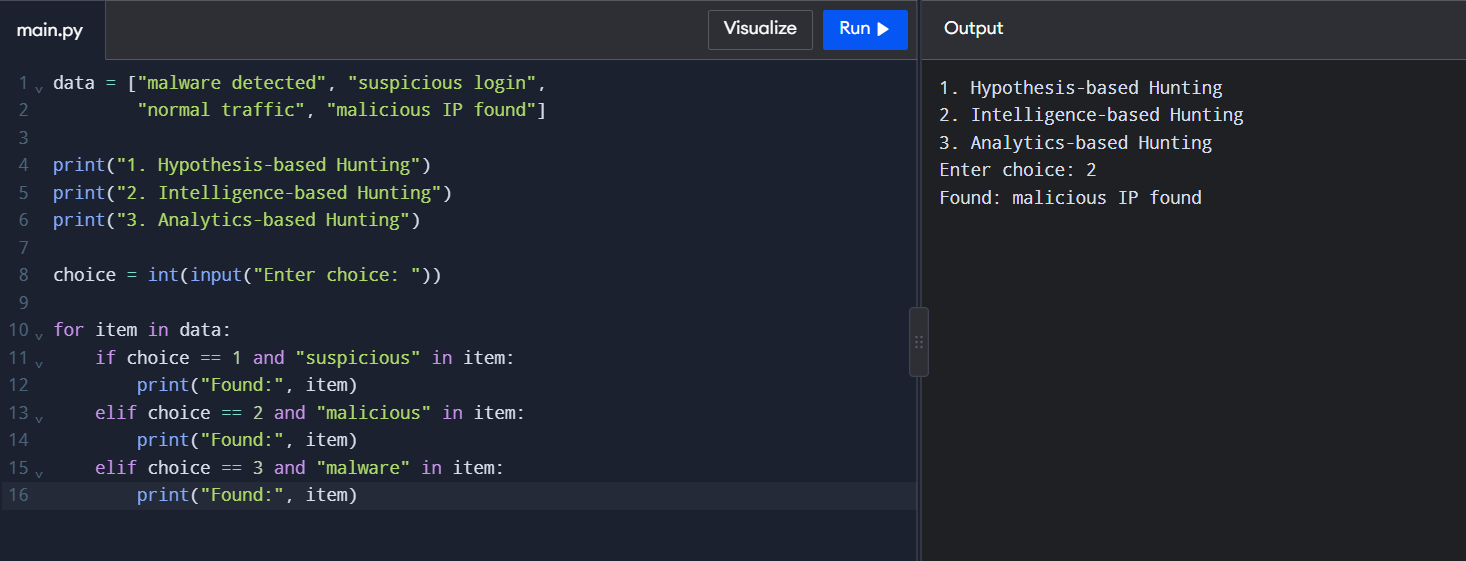 main.py
Visualize
Run
Output
1 data = ["malware detected", "suspicious login",
2         "normal traffic", "malicious IP found"]
3
4 print("1. Hypothesis-based Hunting")
5 print("2. Intelligence-based Hunting")
6 print("3. Analytics-based Hunting")
7
8 choice = int(input("Enter choice: "))
9
10 for item in data:
11     if choice == 1 and "suspicious" in item:
12         print("Found:", item)
13     elif choice == 2 and "malicious" in item:
14         print("Found:", item)
15     elif choice == 3 and "malware" in item:
16         print("Found:", item)
1. Hypothesis-based Hunting
2. Intelligence-based Hunting
3. Analytics-based Hunting
Enter choice: 2
Found: malicious IP found